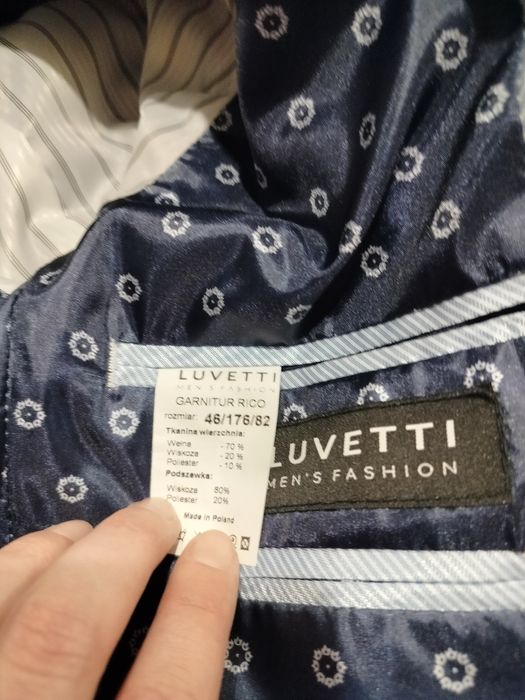 LUVETTI
MEN'S FASHION
GARNITUR RICO
rozmiar: 46/176/82
Tkanina wierzchnia:
Wełna - 70 %
Wiskoza - 20 %
Poliester - 10 %
Podszewka:
Wiskoza 80%
Poliester 20%
Made in Poland
LUVETTI
MEN'S FASHION